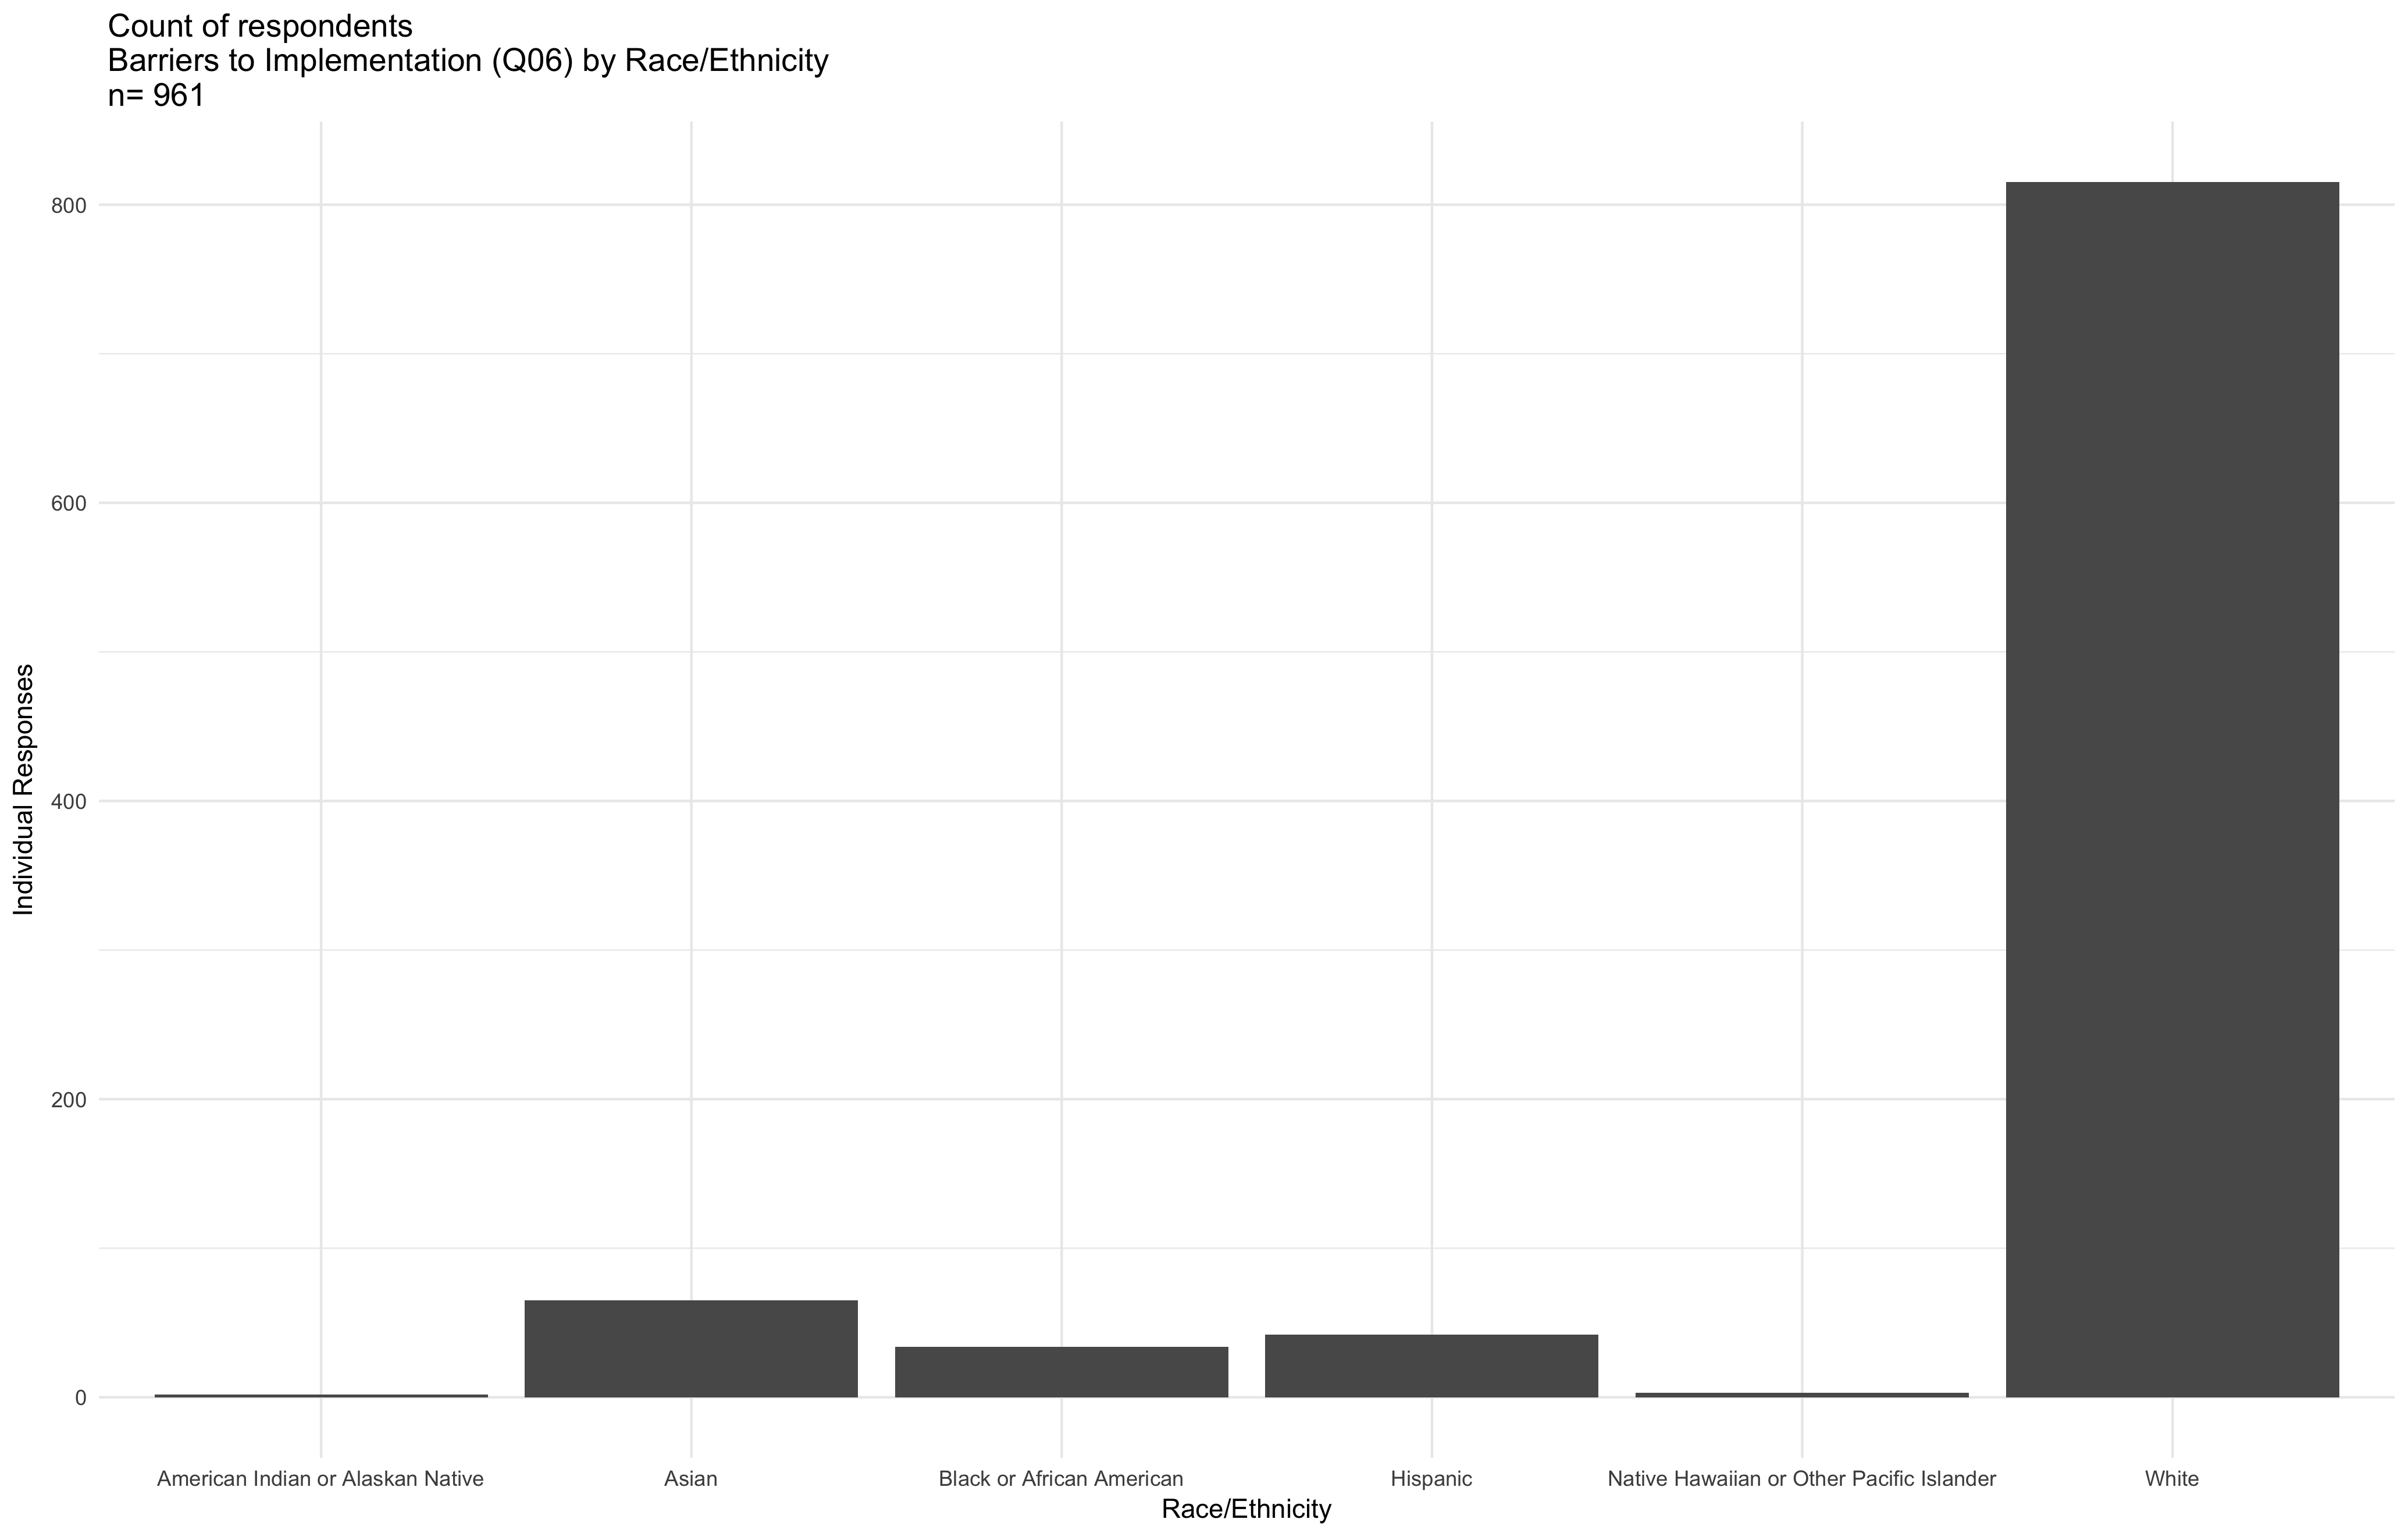 Count of respondents
Barriers to Implementation (Q06) by Race/Ethnicity
n= 961
800
600
400
200
0
Individual Responses
American Indian or Alaskan Native
Asian
Black or African American
Hispanic
Native Hawaiian or Other Pacific Islander
White
Race/Ethnicity